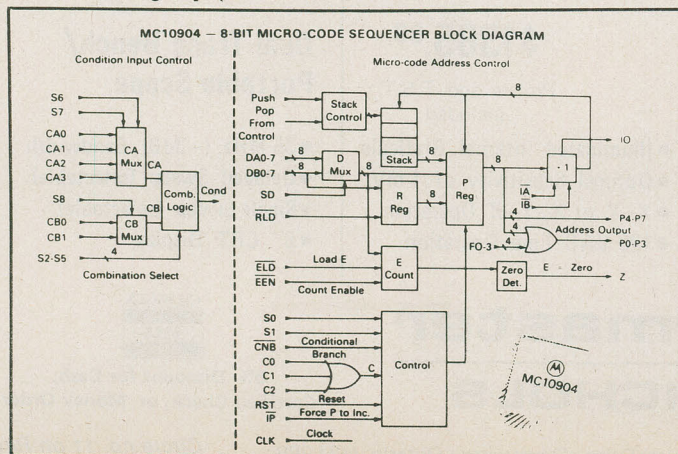 MC10904 – 8-BIT MICRO-CODE SEQUENCER BLOCK DIAGRAM
Condition Input Control
Micro-code Address Control
S6
S7
CA0
CA1
CA2
CA3
CA
Mux
CA
S8
CB0
CB1
CB
Mux
CB
Comb.
Logic
Cond
S2-S5
4
Combination Select
Push
Pop
From
Control
Stack
Control
Stack
8
DA0-7
8
DB0-7
8
SD
D
Mux
8
8
RLD
R
Reg
8
P
Reg
8
8
IO
· 1
IA
IB
4
P4-P7
4
Address Output
FO-3
4
P0-P3
ELD
Load E
EEN
Count Enable
E
Count
Zero
Det.
E · Zero
Z
S0
S1
CNB
Conditional
Branch
C0
C1
C2
C
RST
Reset
IP
Force P to Inc.
CLK
Clock
Control
MC10904